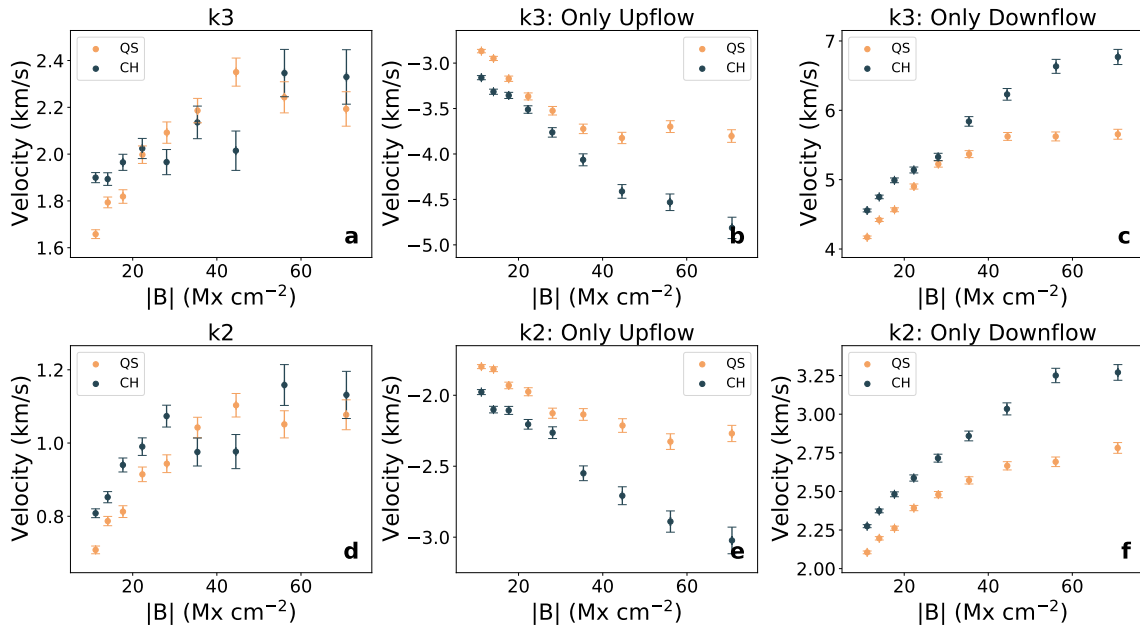 k3
k3: Only Upflow
k3: Only Downflow
Velocity (km/s)
2.4
2.2
2.0
1.8
1.6
QS
CH
a
20
40
60
|B| (Mx cm⁻²)
Velocity (km/s)
−3.0
−3.5
−4.0
−4.5
−5.0
QS
CH
b
20
40
60
|B| (Mx cm⁻²)
Velocity (km/s)
7
6
5
4
QS
CH
c
20
40
60
|B| (Mx cm⁻²)
k2
k2: Only Upflow
k2: Only Downflow
Velocity (km/s)
1.2
1.0
0.8
QS
CH
d
20
40
60
|B| (Mx cm⁻²)
Velocity (km/s)
−2.0
−2.5
−3.0
QS
CH
e
20
40
60
|B| (Mx cm⁻²)
Velocity (km/s)
3.25
3.00
2.75
2.50
2.25
2.00
QS
CH
f
20
40
60
|B| (Mx cm⁻²)